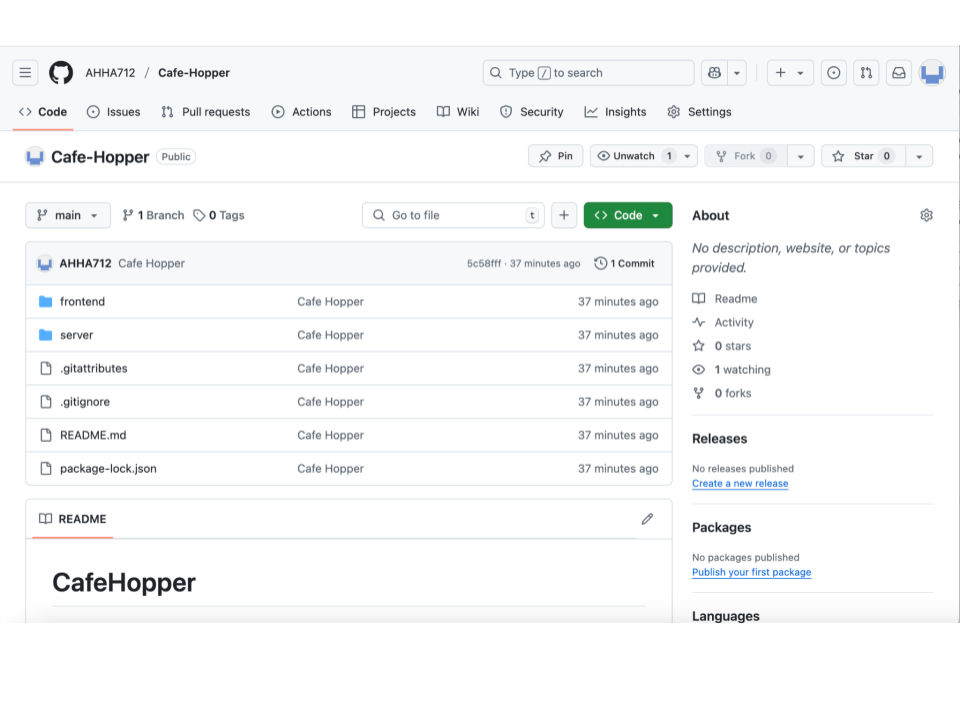 AHHA712 / Cafe-Hopper
Type / to search
Code Issues Pull requests Actions Projects Wiki Security Insights Settings
Cafe-Hopper Public
Pin Unwatch 1 Fork 0 Star 0
main 1 Branch 0 Tags
Go to file t
Code
AHHA712 Cafe Hopper 5c58fff · 37 minutes ago 1 Commit
frontend Cafe Hopper 37 minutes ago
server Cafe Hopper 37 minutes ago
.gitattributes Cafe Hopper 37 minutes ago
.gitignore Cafe Hopper 37 minutes ago
README.md Cafe Hopper 37 minutes ago
package-lock.json Cafe Hopper 37 minutes ago
README
CafeHopper
About
No description, website, or topics
provided.
Readme
Activity
0 stars
1 watching
0 forks
Releases
No releases published
Create a new release
Packages
No packages published
Publish your first package
Languages